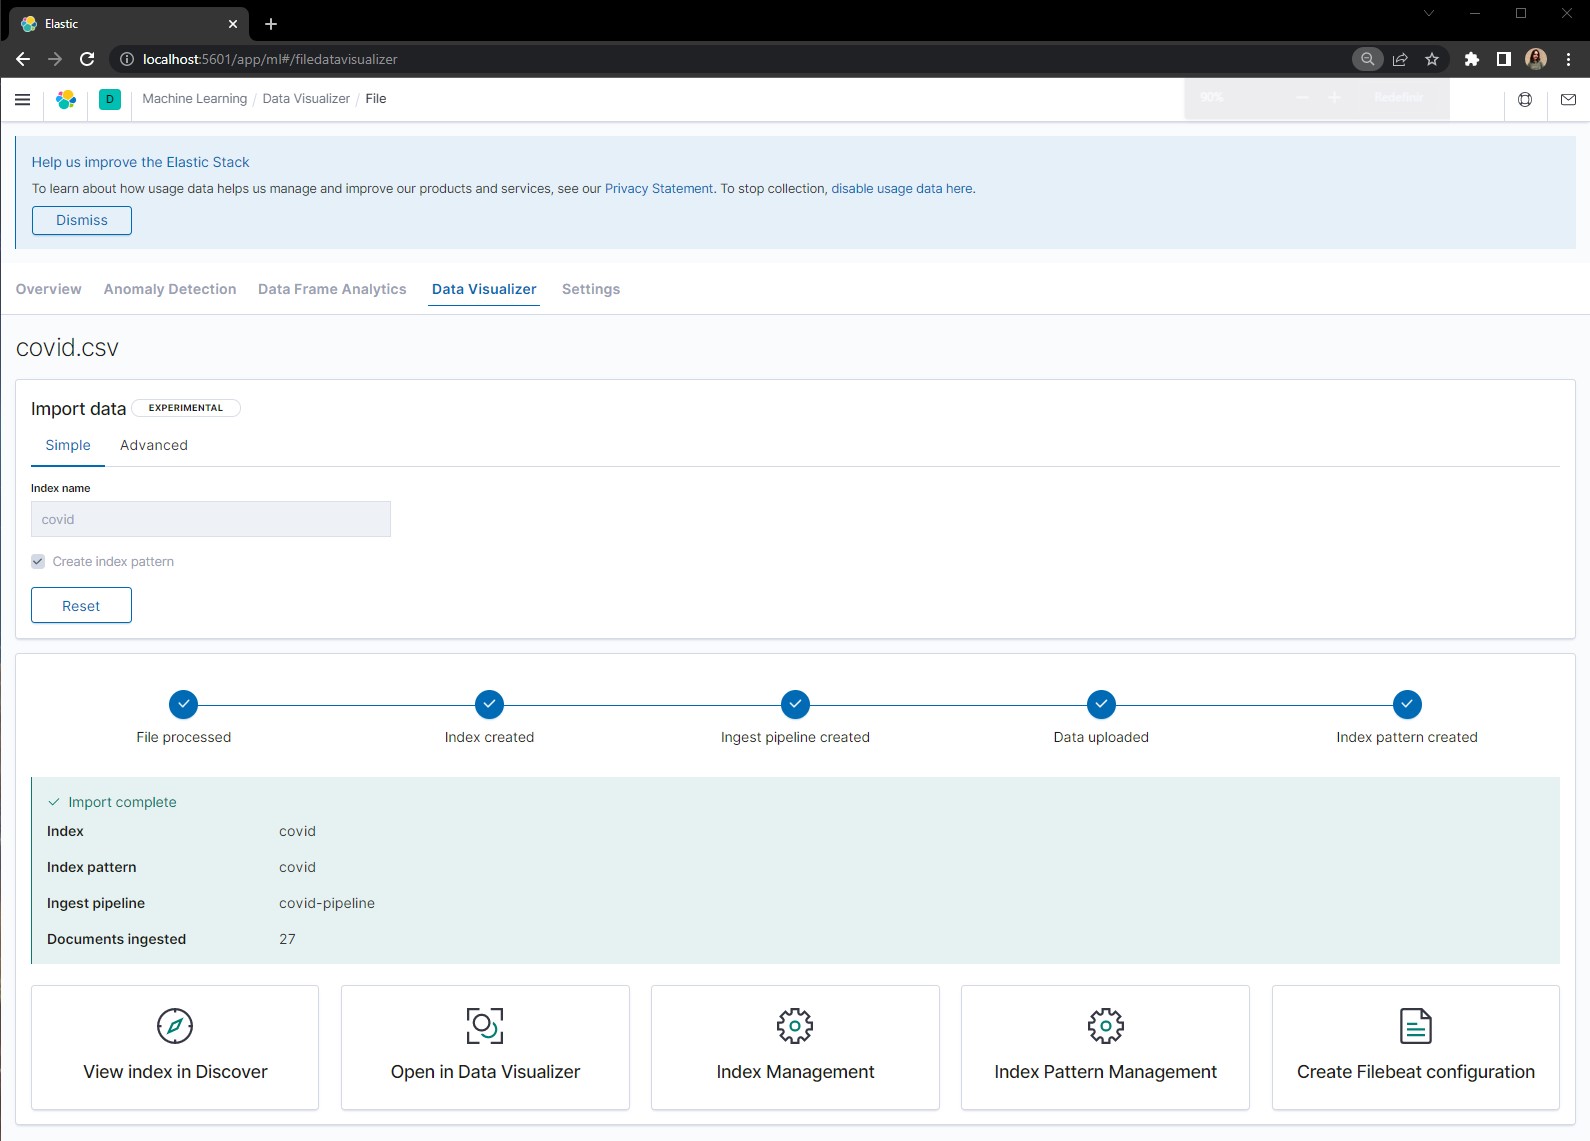 Elastic
localhost:5601/app/ml#/filedatavisualizer
D
Machine Learning / Data Visualizer / File
90%
Redefinir
Help us improve the Elastic Stack
To learn about how usage data helps us manage and improve our products and services, see our Privacy Statement. To stop collection, disable usage data here.
Dismiss
Overview
Anomaly Detection
Data Frame Analytics
Data Visualizer
Settings
covid.csv
Import data EXPERIMENTAL
Simple
Advanced
Index name
covid
Create index pattern
Reset
File processed
Index created
Ingest pipeline created
Data uploaded
Index pattern created
Import complete
Index covid
Index pattern covid
Ingest pipeline covid-pipeline
Documents ingested 27
View index in Discover
Open in Data Visualizer
Index Management
Index Pattern Management
Create Filebeat configuration